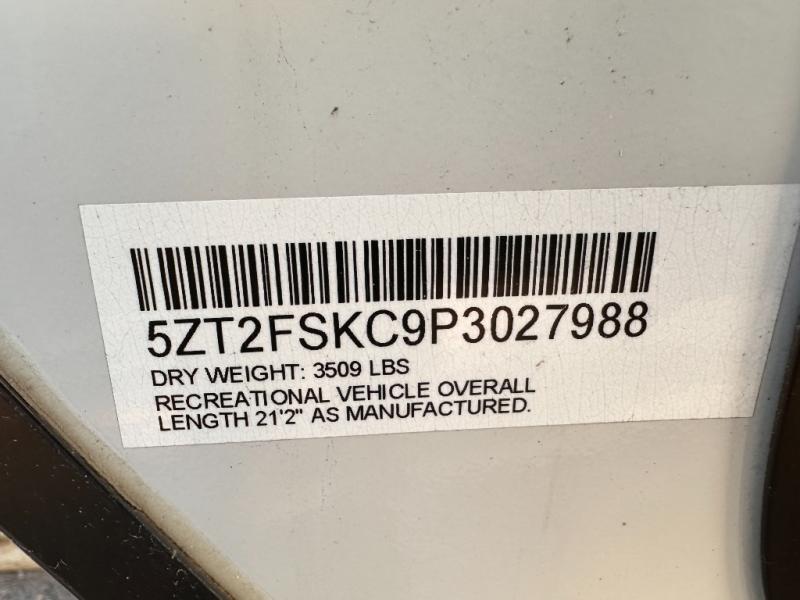 5ZT2FSKC9P3027988
DRY WEIGHT: 3509 LBS
RECREATIONAL VEHICLE OVERALL
LENGTH 21'2" AS MANUFACTURED.